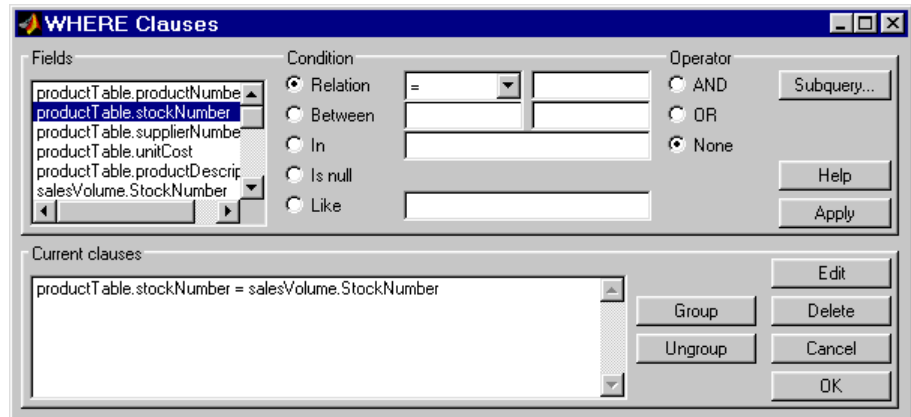 WHERE Clauses
Fields
productTable.productNumbe
productTable.stockNumber
productTable.supplierNumbe
productTable.unitCost
productTable.productDescrip
salesVolume.StockNumber
Condition
Relation =
Between
In
Is null
Like
Operator
AND
OR
None
Subquery...
Help
Apply
Current clauses
productTable.stockNumber = salesVolume.StockNumber
Group
Ungroup
Edit
Delete
Cancel
OK